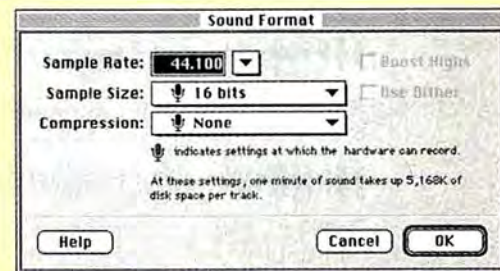 Sound Format
Sample Rate: 44.100
Boost Highs
Sample Size: 16 bits
Use Dither
Compression: None
indicates settings at which the hardware can record.
At these settings, one minute of sound takes up 5,168K of
disk space per track.
Help
Cancel
OK